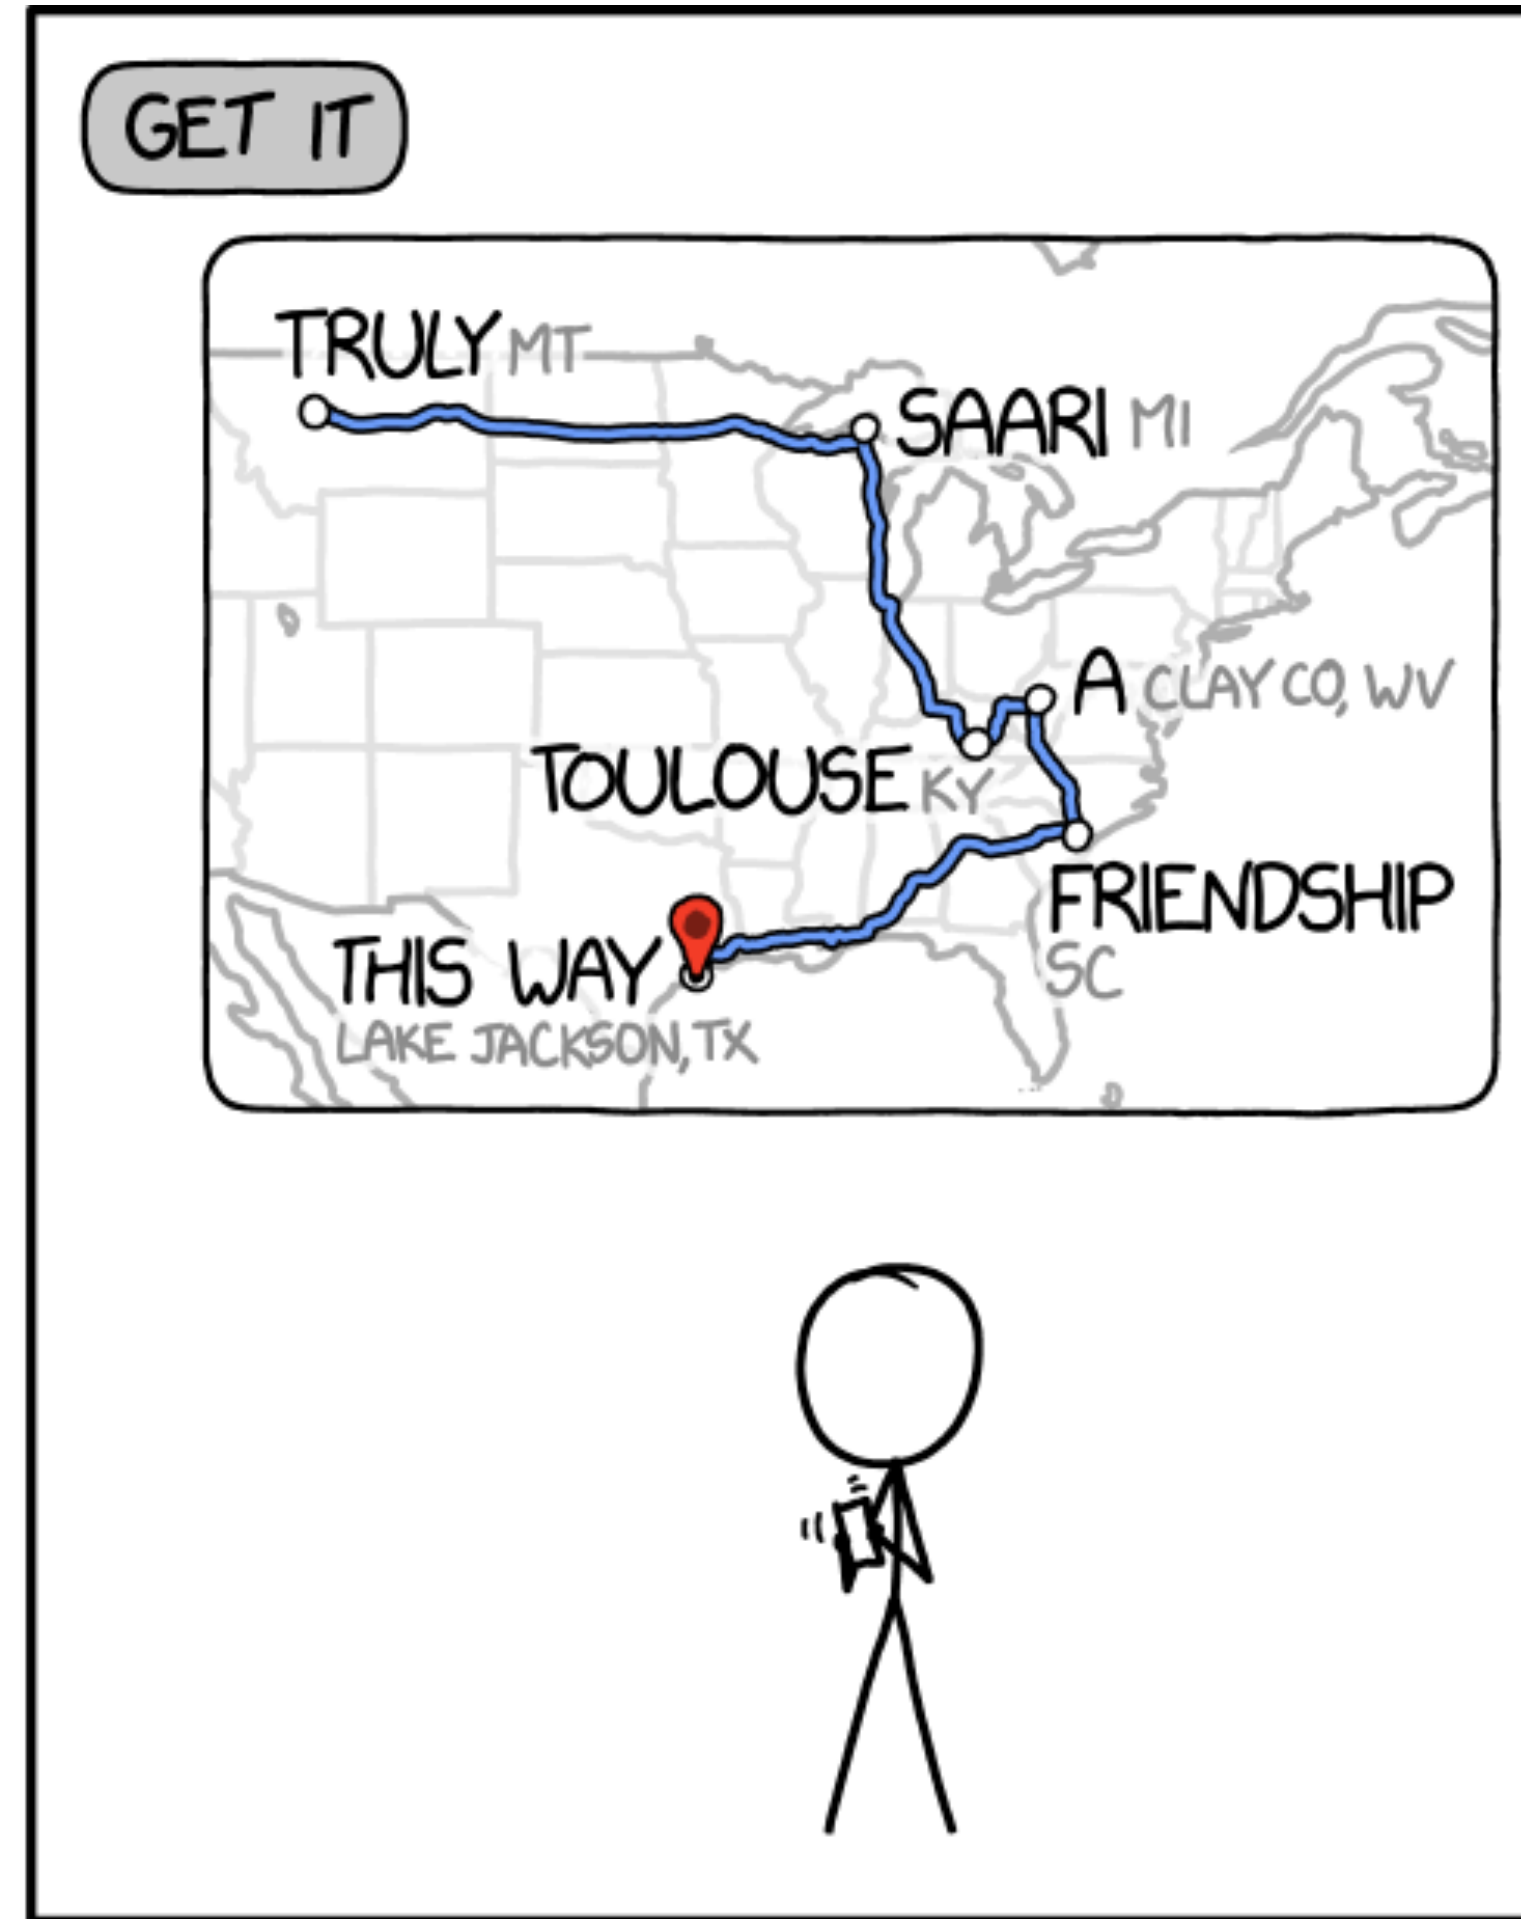 GET IT
TRULY MT
SAARI MI
A CLAY CO, WV
TOULOUSE KY
FRIENDSHIP
SC
THIS WAY
LAKE JACKSON, TX